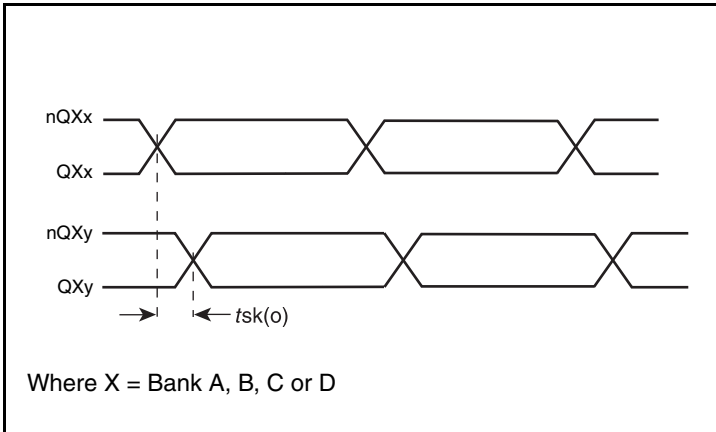 nQXx
QXx
nQXy
QXy
tsk(o)
Where X = Bank A, B, C or D